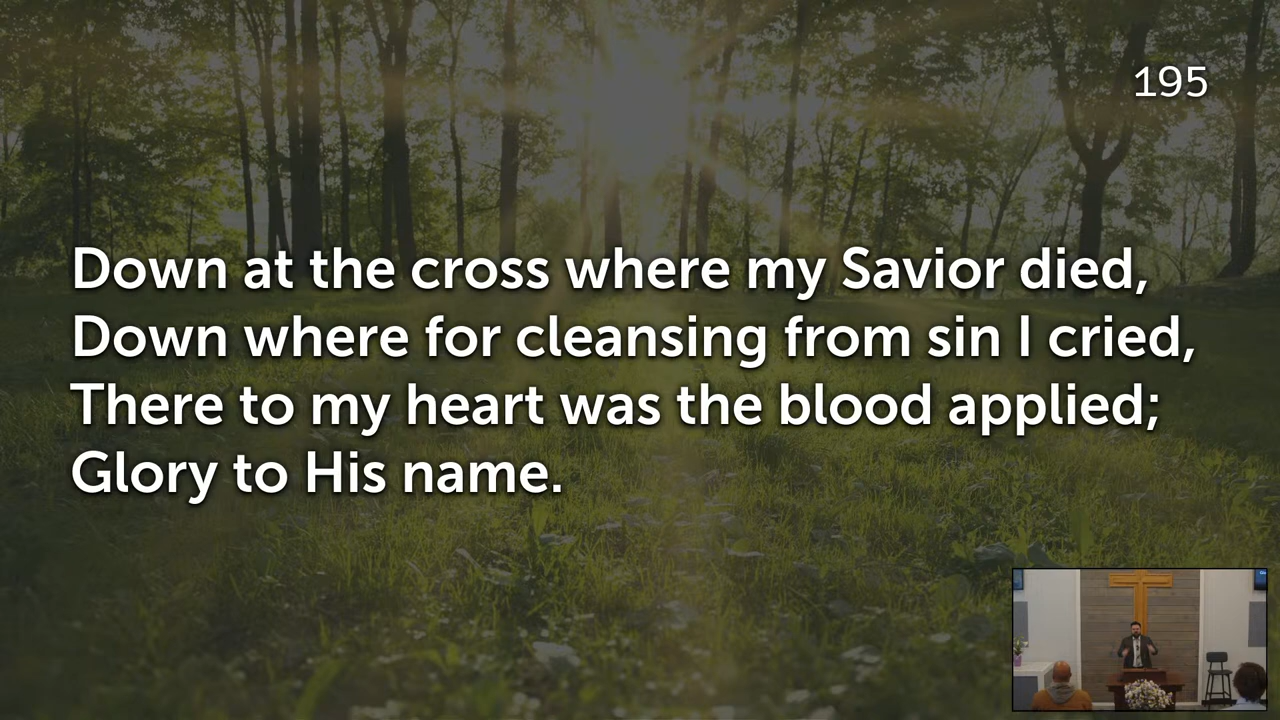 195
Down at the cross where my Savior died,
Down where for cleansing from sin I cried,
There to my heart was the blood applied;
Glory to His name.